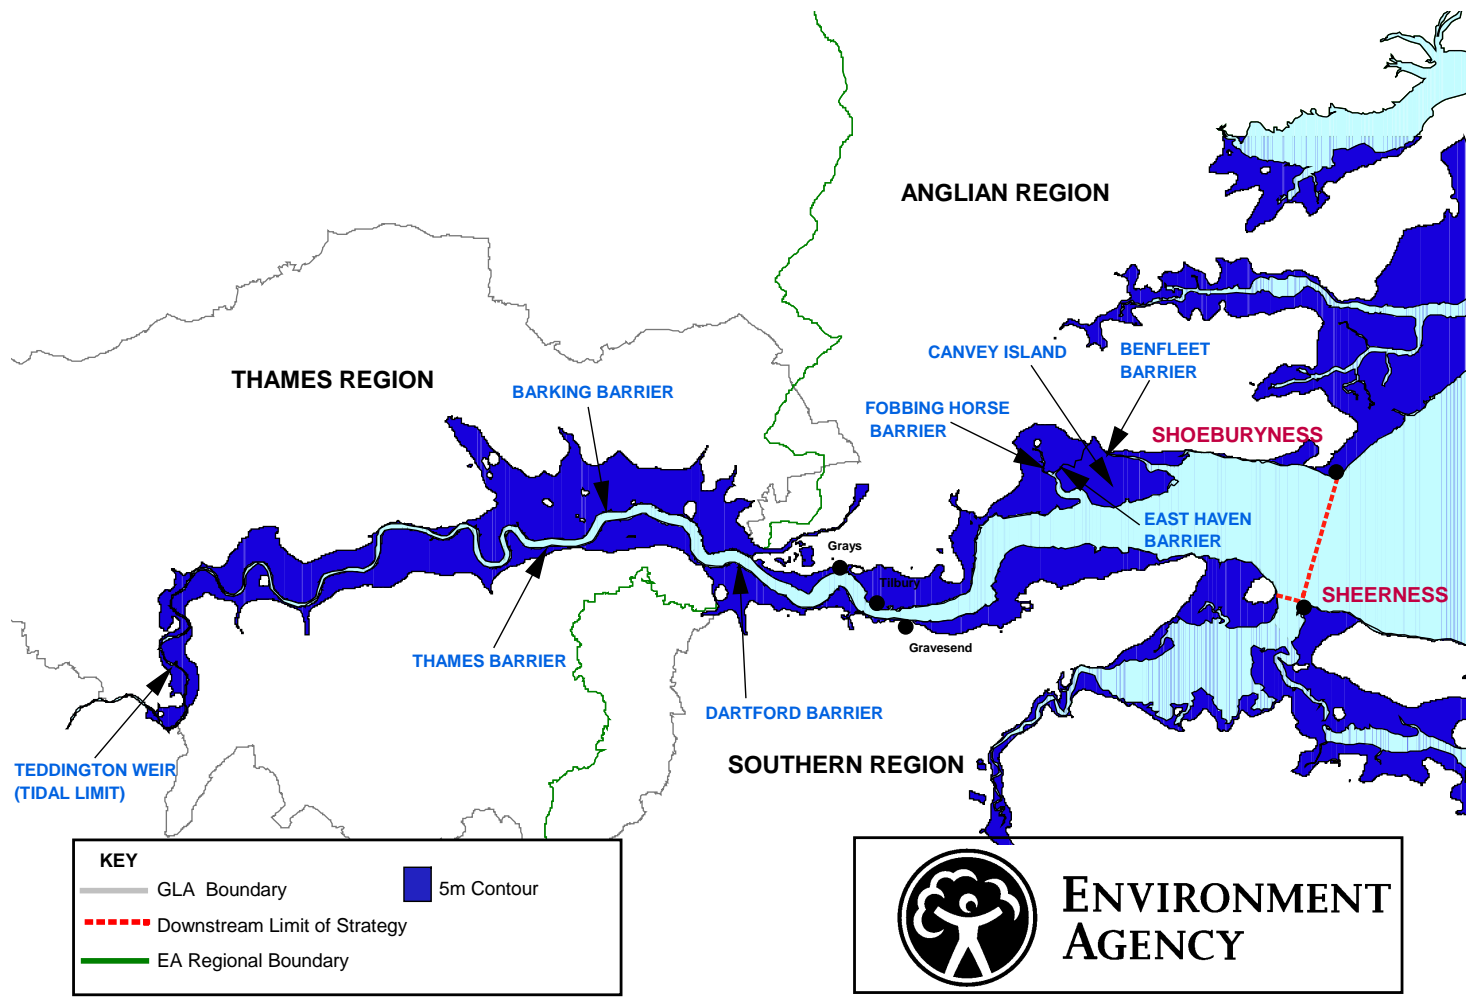 ANGLIAN REGION
THAMES REGION
BARKING BARRIER
CANVEY ISLAND
BENFLEET
BARRIER
FOBBING HORSE
BARRIER
SHOEBURYNESS
EAST HAVEN
BARRIER
Grays
Tilbury
Gravesend
SHEERNESS
THAMES BARRIER
DARTFORD BARRIER
SOUTHERN REGION
TEDDINGTON WEIR
(TIDAL LIMIT)
KEY
GLA Boundary
5m Contour
Downstream Limit of Strategy
EA Regional Boundary
ENVIRONMENT
AGENCY